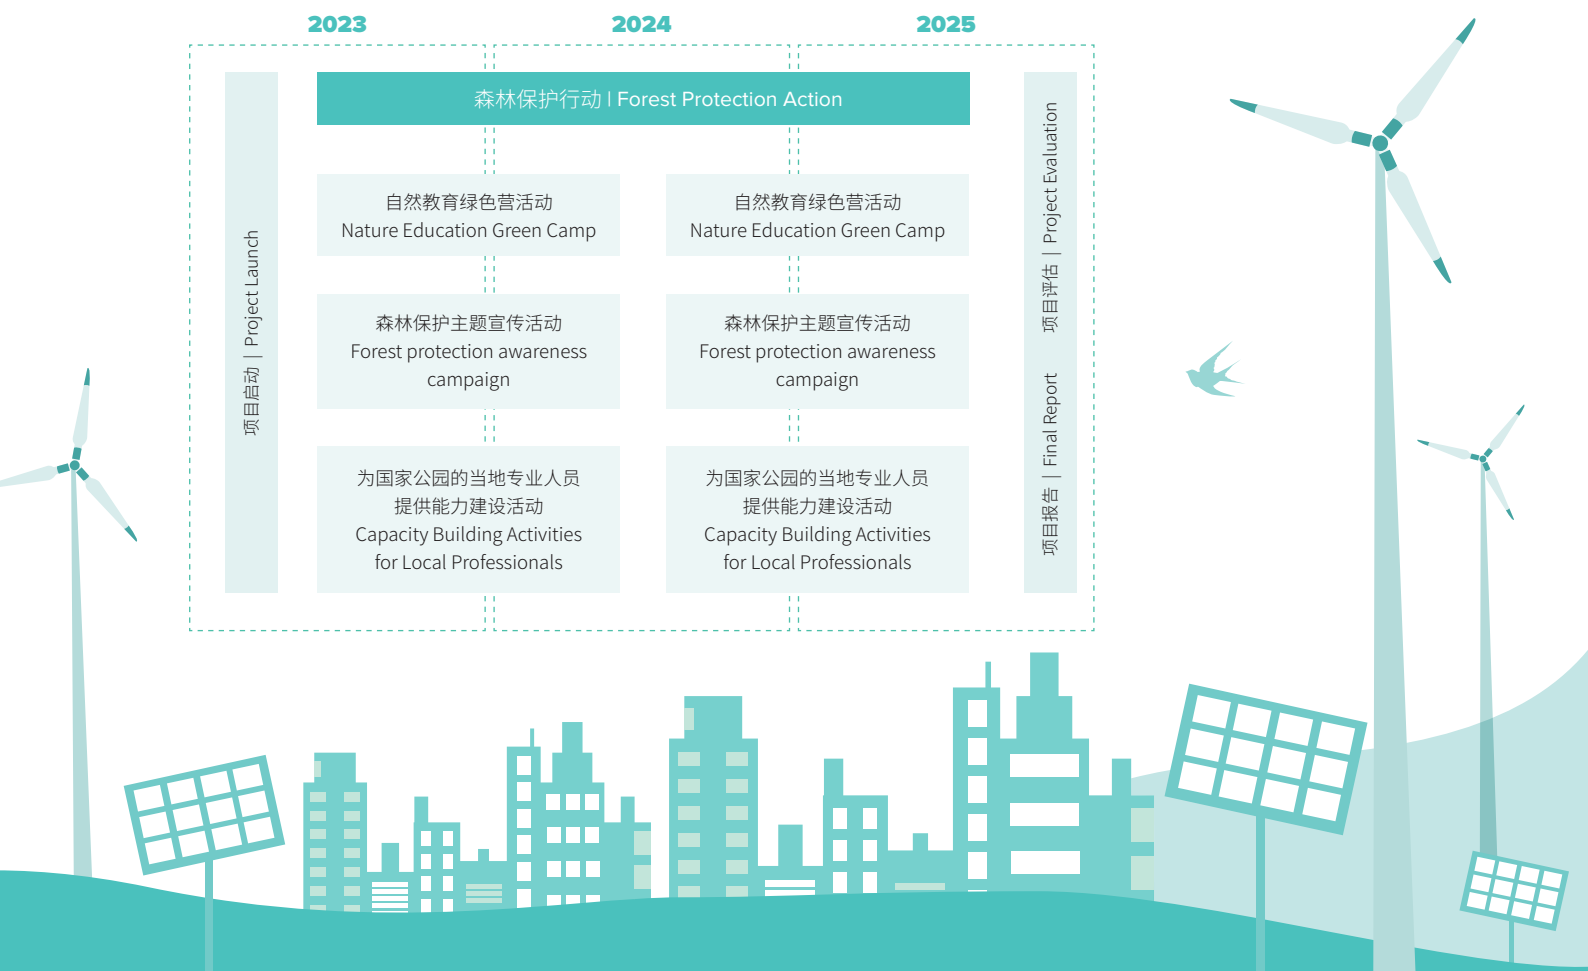 2023
2024
2025
项目启动 | Project Launch
森林保护行动 | Forest Protection Action
自然教育绿色营活动
Nature Education Green Camp
森林保护主题宣传活动
Forest protection awareness
campaign
为国家公园的当地专业人员
提供能力建设活动
Capacity Building Activities
for Local Professionals
自然教育绿色营活动
Nature Education Green Camp
森林保护主题宣传活动
Forest protection awareness
campaign
为国家公园的当地专业人员
提供能力建设活动
Capacity Building Activities
for Local Professionals
项目评估 | Project Evaluation
项目报告 | Final Report